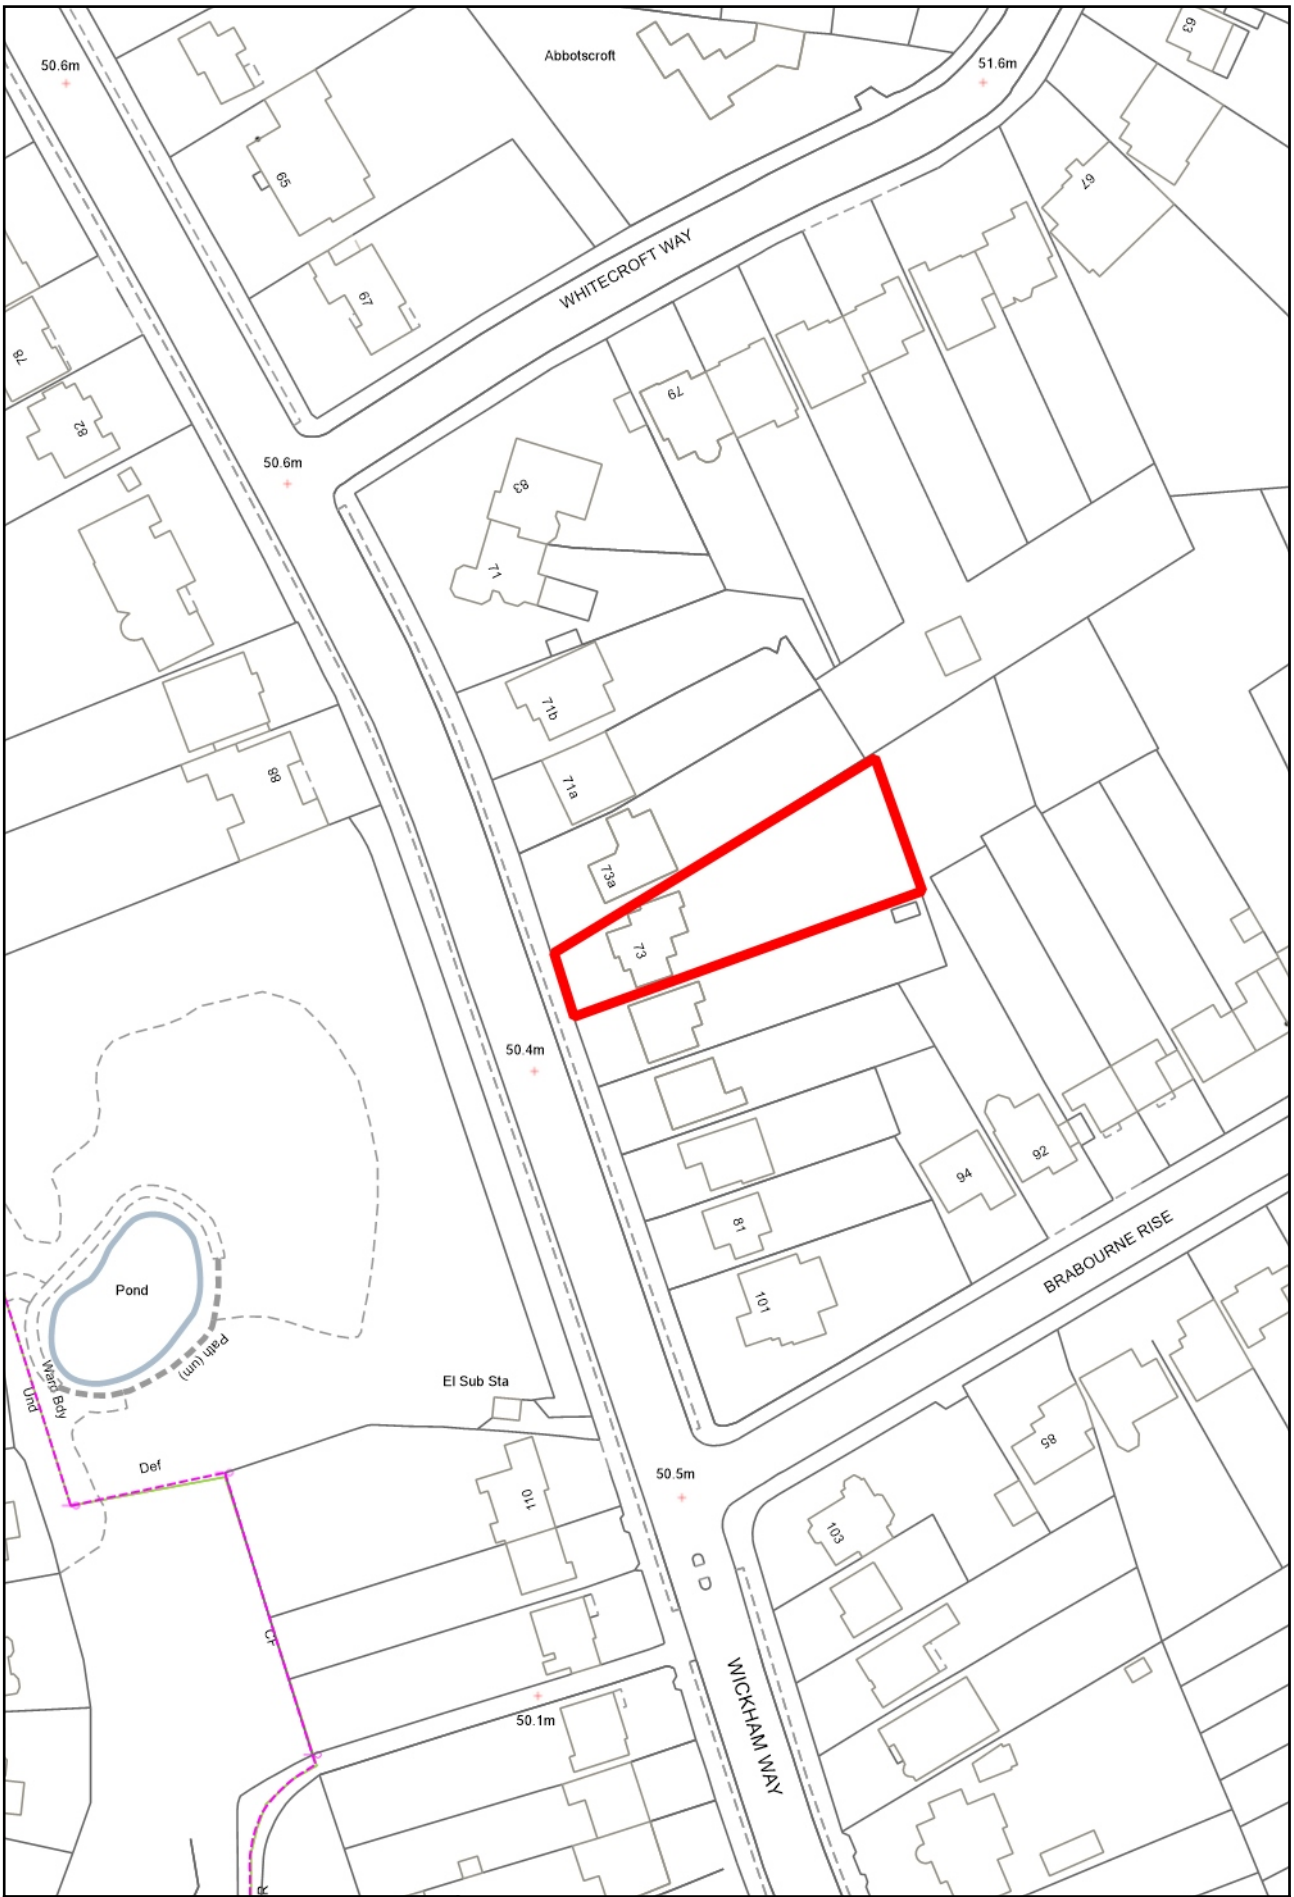 63
Abbotscroft
50.6m
51.6m
65
67
WHITECROFT WAY
67
78
79
82
50.6m
83
71
71b
88
71a
73a
73
50.4m
92
94
81
BRABOURNE RISE
Pond
101
Path (um)
Ward Bdy
Und
El Sub Sta
85
Def
50.5m
110
103
CF
WICKHAM WAY
50.1m
R